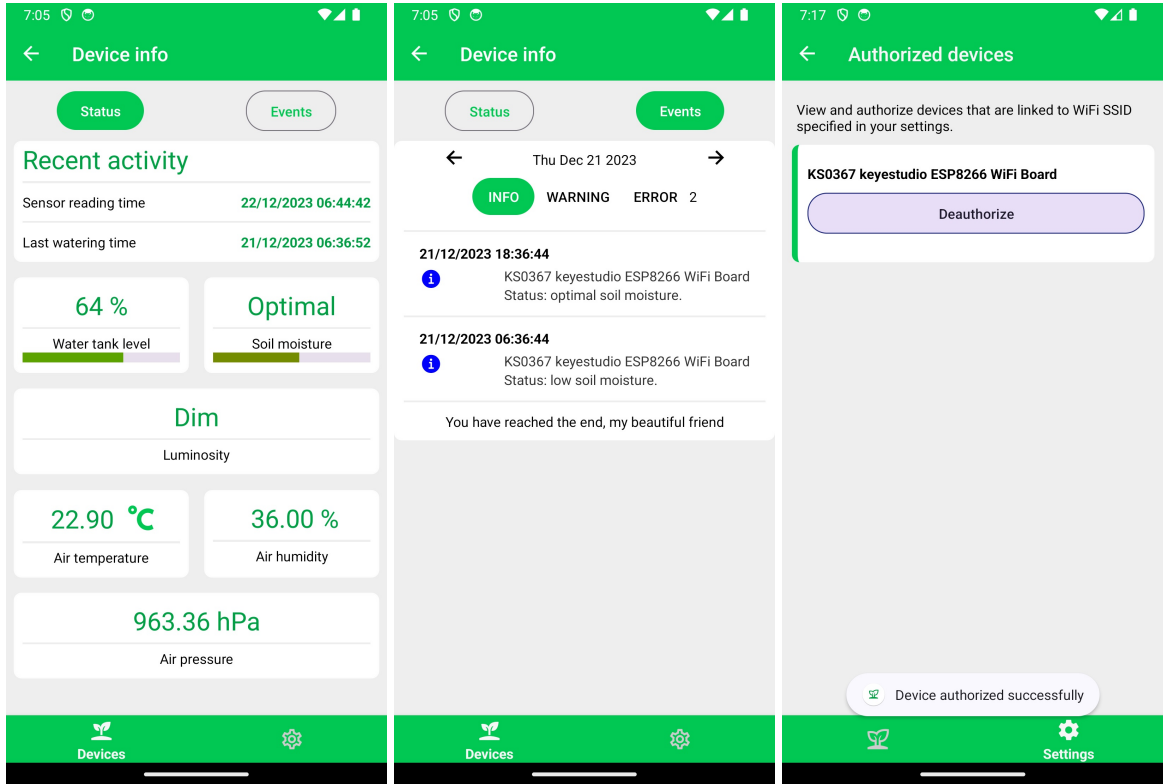 7:05
Device info
Status
Events
Recent activity
Sensor reading time 22/12/2023 06:44:42
Last watering time 21/12/2023 06:36:52
64 %
Water tank level
Optimal
Soil moisture
Dim
Luminosity
22.90 °C
Air temperature
36.00 %
Air humidity
963.36 hPa
Air pressure
Devices
7:05
Device info
Status
Events
Thu Dec 21 2023
INFO WARNING ERROR 2
21/12/2023 18:36:44
KS0367 keyestudio ESP8266 WiFi Board
Status: optimal soil moisture.
21/12/2023 06:36:44
KS0367 keyestudio ESP8266 WiFi Board
Status: low soil moisture.
You have reached the end, my beautiful friend
Devices
7:17
Authorized devices
View and authorize devices that are linked to WiFi SSID
specified in your settings.
KS0367 keyestudio ESP8266 WiFi Board
Deauthorize
Device authorized successfully
Settings